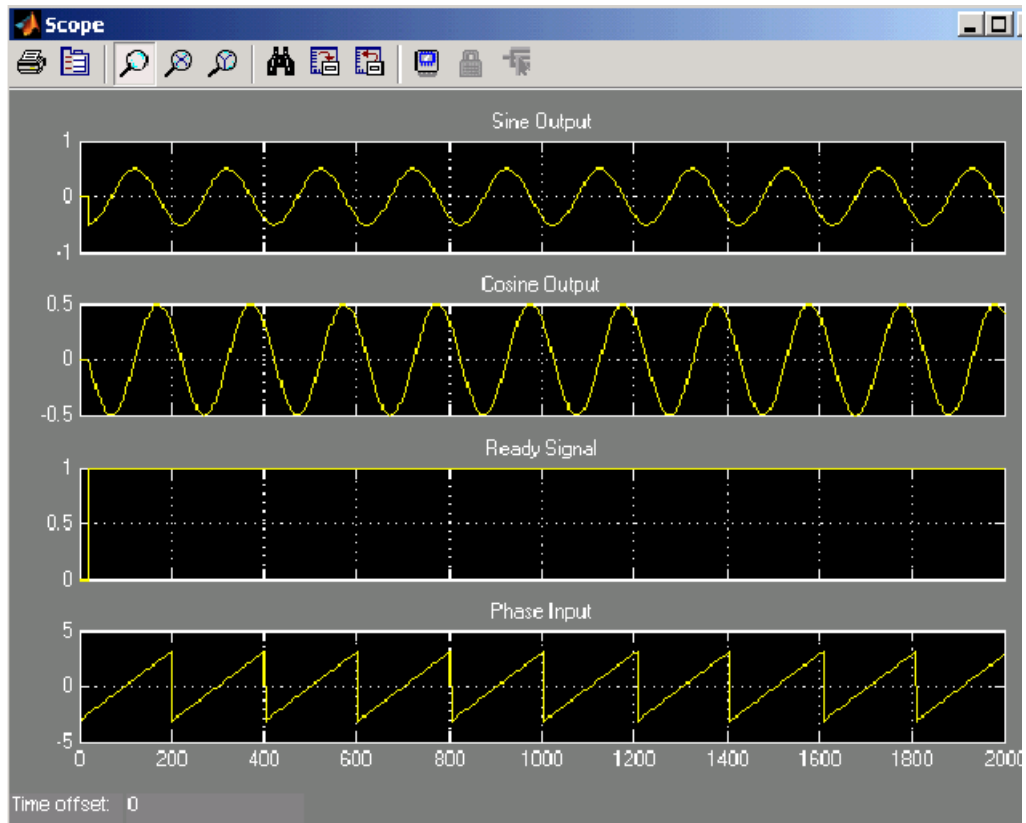 Scope
Sine Output
1
0
-1
Cosine Output
0.5
0
-0.5
Ready Signal
1
0.5
0
Phase Input
5
0
-5
0 200 400 600 800 1000 1200 1400 1600 1800 2000
Time offset: 0